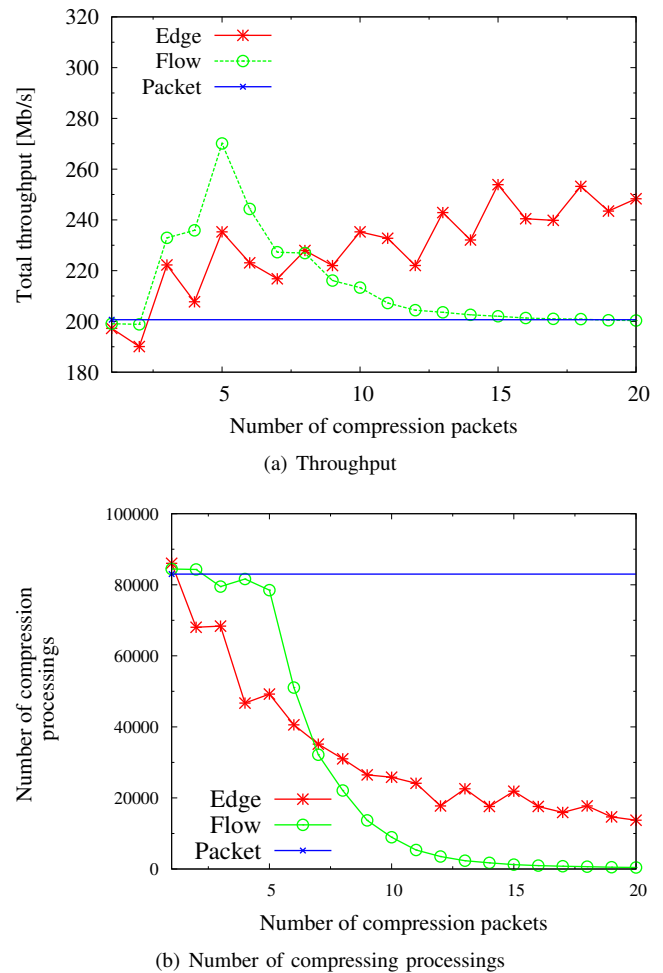 320
300
280
260
240
220
200
180
Total throughput [Mb/s]
Edge
Flow
Packet
5
10
15
20
Number of compression packets
(a) Throughput
100000
80000
60000
40000
20000
0
Number of compression
processings
Edge
Flow
Packet
5
10
15
20
Number of compression packets
(b) Number of compressing processings